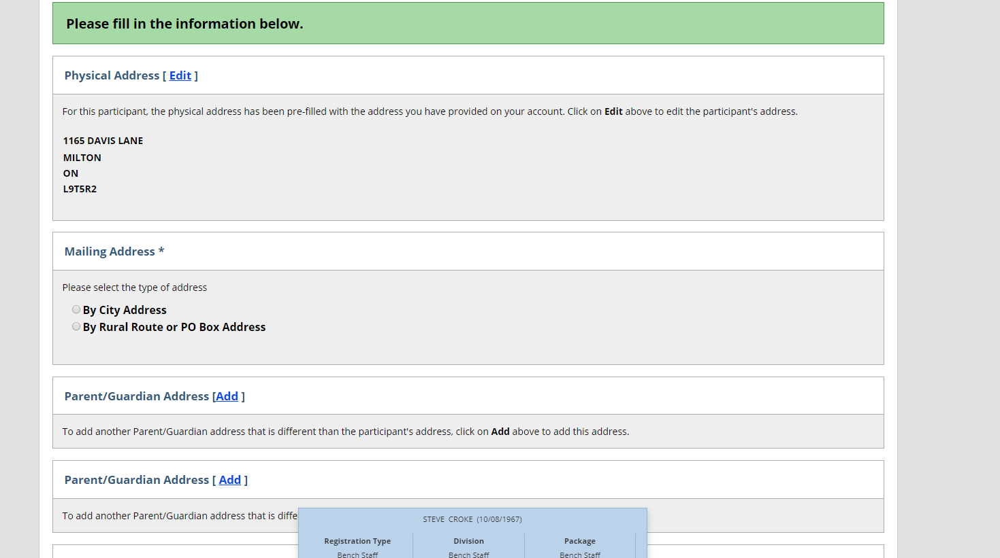 Please fill in the information below.
Physical Address [ Edit ]
For this participant, the physical address has been pre-filled with the address you have provided on your account. Click on Edit above to edit the participant's address.
1165 DAVIS LANE
MILTON
ON
L9T5R2
Mailing Address *
Please select the type of address
By City Address
By Rural Route or PO Box Address
Parent/Guardian Address [Add ]
To add another Parent/Guardian address that is different than the participant's address, click on Add above to add this address.
Parent/Guardian Address [ Add ]
To add another Parent/Guardian address that is diffe
STEVE CROKE (10/08/1967)
Registration Type Division Package
Bench Staff Bench Staff Bench Staff